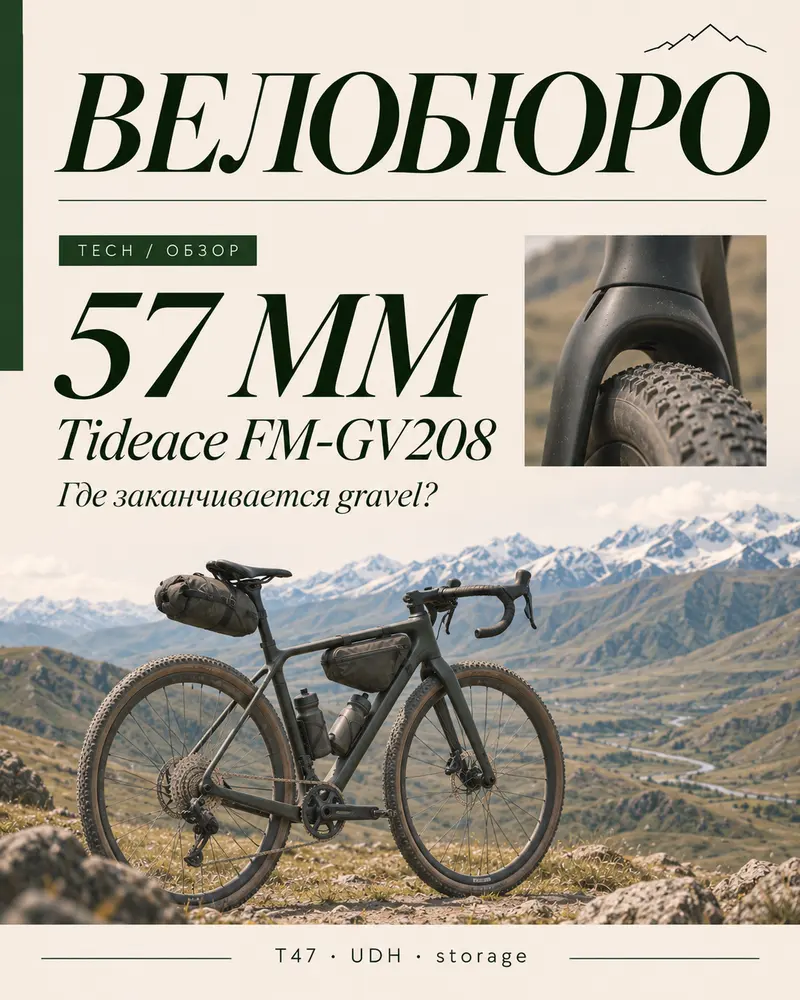 ВЕЛОБЮРО
TECH / ОБЗОР
57 ММ
Tideace FM-GV208
Где заканчивается gravel?
T47 · UDH · storage